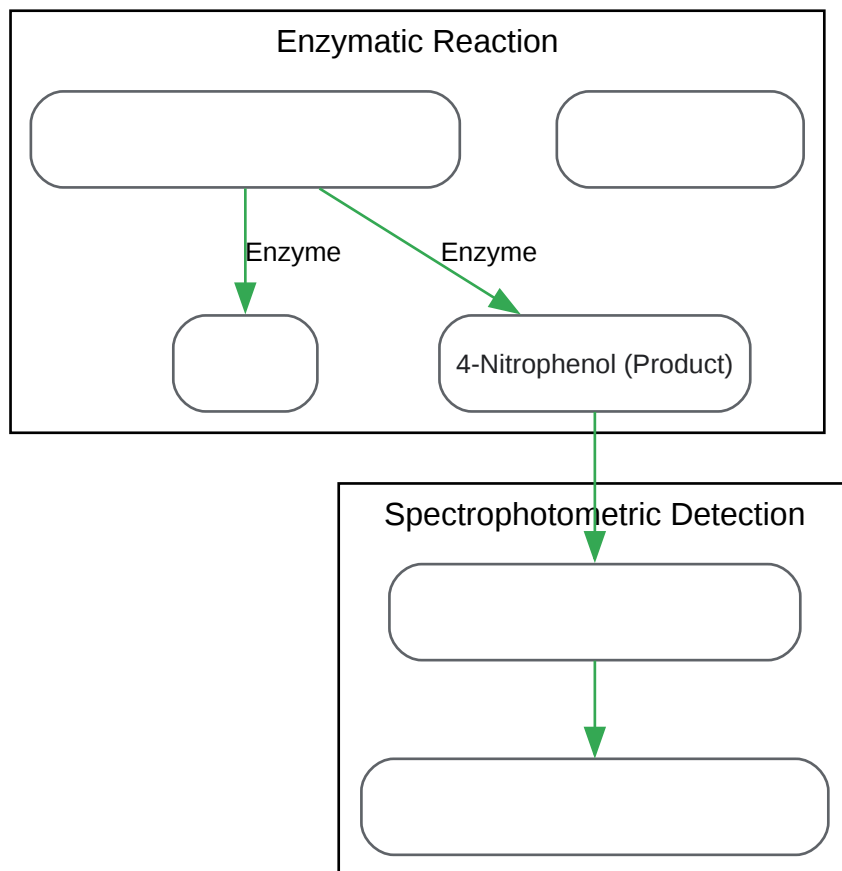 Enzymatic Reaction
Enzyme
Enzyme
4-Nitrophenol (Product)
Spectrophotometric Detection